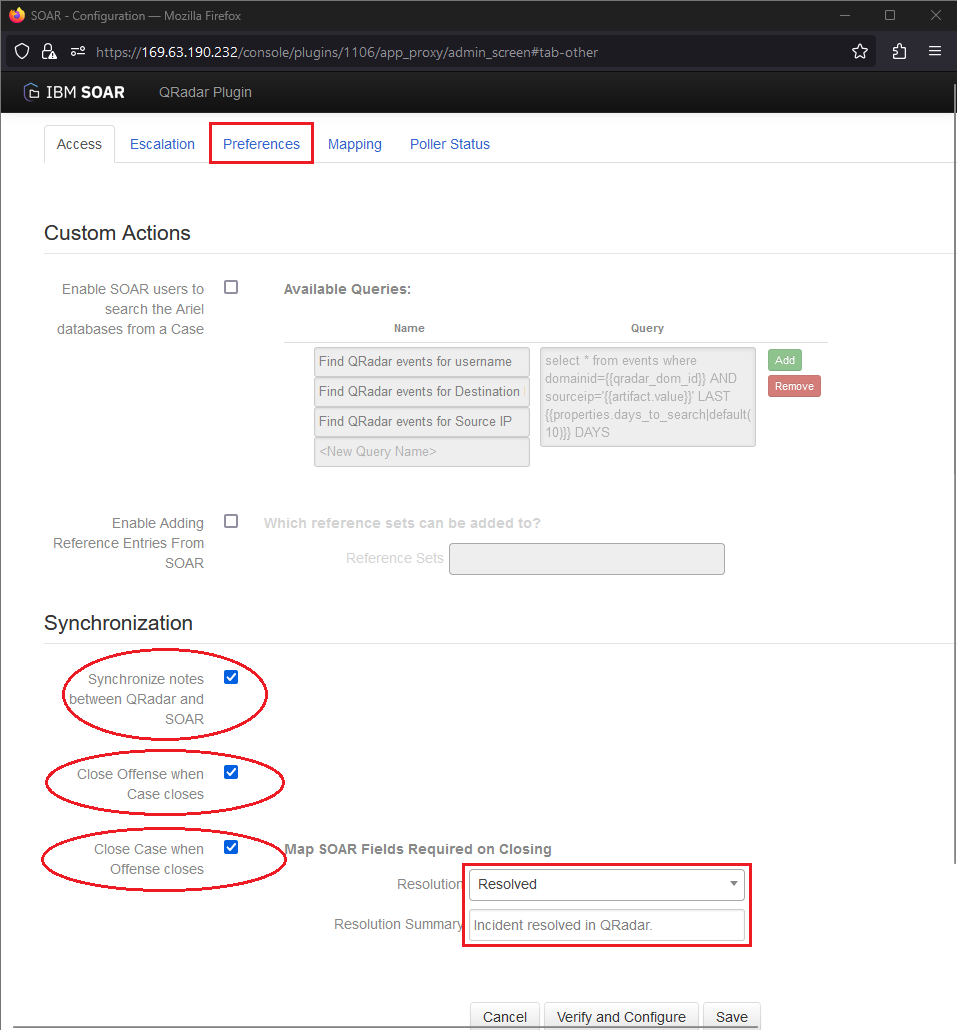 SOAR - Configuration — Mozilla Firefox
https://169.63.190.232/console/plugins/1106/app_proxy/admin_screen#tab-other
IBM SOAR QRadar Plugin
Access Escalation Preferences Mapping Poller Status
Custom Actions
Enable SOAR users to
search the Ariel
databases from a Case
Available Queries:
Name Query
Find QRadar events for username
Find QRadar events for Destination
Find QRadar events for Source IP
<New Query Name>
select * from events where
domainid={{qradar_dom_id}} AND
sourceip='{{artifact.value}}' LAST
{{properties.days_to_search|default(
10)}} DAYS
Add
Remove
Enable Adding
Reference Entries From
SOAR
Which reference sets can be added to?
Reference Sets
Synchronization
Synchronize notes
between QRadar and
SOAR
Close Offense when
Case closes
Close Case when
Offense closes
Map SOAR Fields Required on Closing
Resolution Resolved
Resolution Summary Incident resolved in QRadar.
Cancel Verify and Configure Save